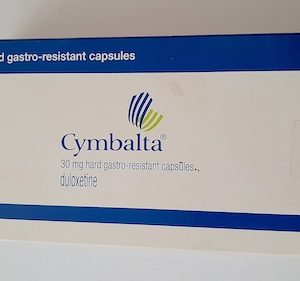 gastro-resistant capsules
Cymbalta®
30 mg hard gastro-resistant capsules
duloxetine